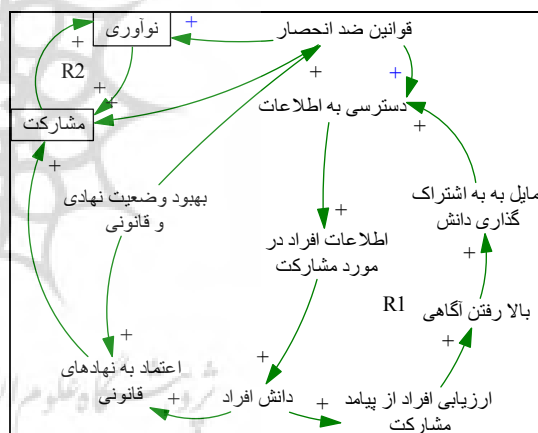 نوآوری
قوانین ضد انحصار
+
+
+
+
R2
+
+
دسترسی به اطلاعات
مشارکت
+
+
بهبود وضعیت نهادی
و قانونی
مایل به به اشتراک
گذاری دانش
+
اطلاعات افراد در
مورد مشارکت
+
R1
بالا رفتن آگاهی
+
+
+
اعتماد به نهادهای
قانونی
+
دانش افراد
+
ارزیابی افراد از پیامد
مشارکت